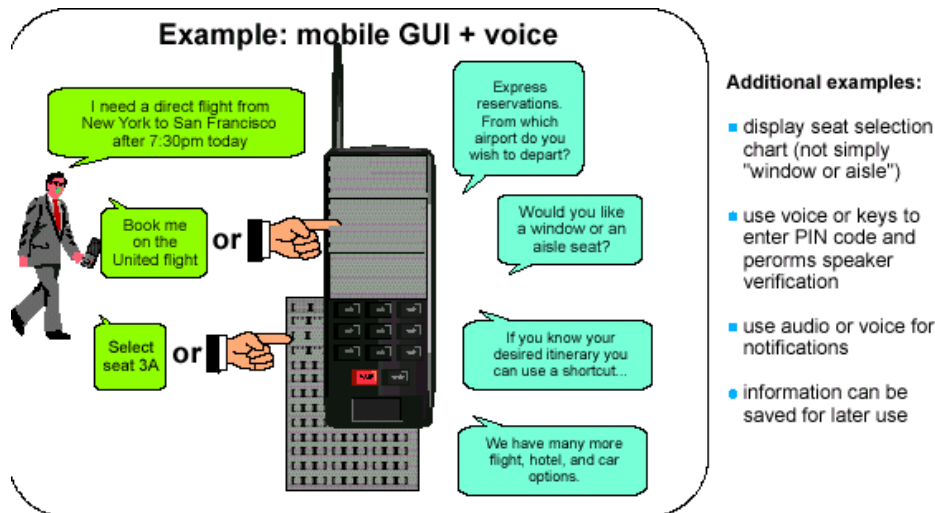 Example: mobile GUI + voice
I need a direct flight from
New York to San Francisco
after 7:30pm today
Book me
on the
United flight
or
Select
seat 3A
or
Express
reservations.
From which
airport do you
wish to depart?
Would you like
a window or an
aisle seat?
If you know your
desired itinerary you
can use a shortcut...
We have many more
flight, hotel, and car
options.
Additional examples:
display seat selection
chart (not simply
"window or aisle")
use voice or keys to
enter PIN code and
perorms speaker
verification
use audio or voice for
notifications
information can be
saved for later use